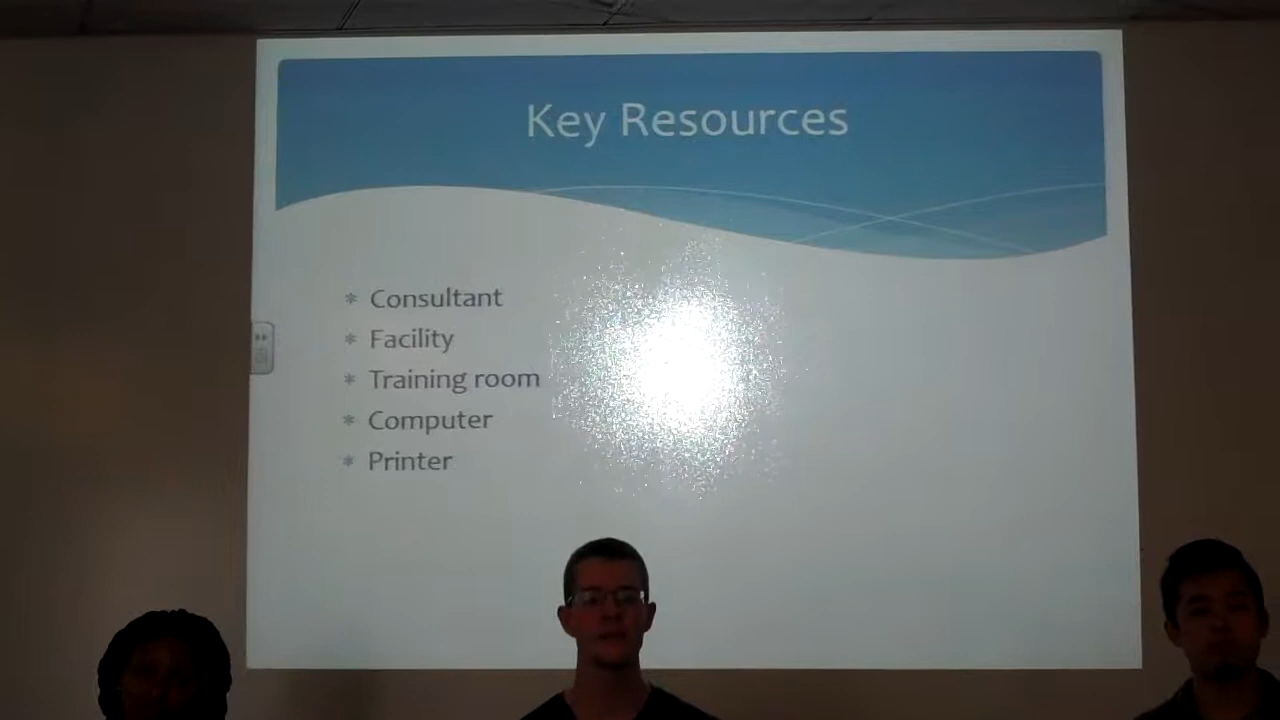 Key Resources
* Consultant
* Facility
* Training room
* Computer
* Printer